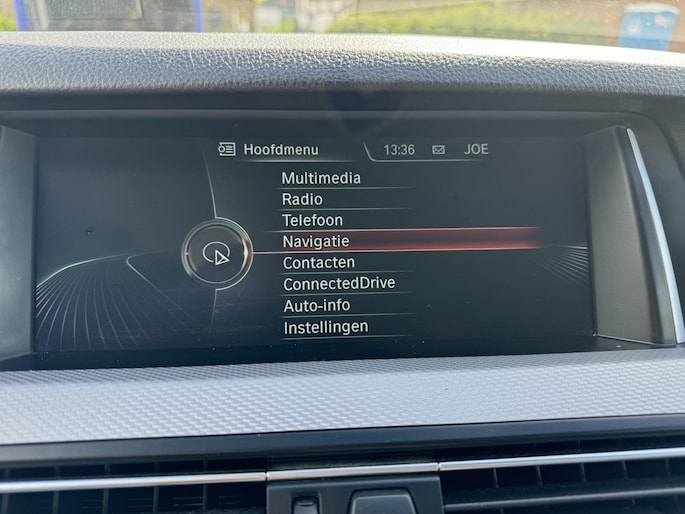 Hoofdmenu 13:36 JOE
Multimedia
Radio
Telefoon
Navigatie
Contacten
ConnectedDrive
Auto-info
Instellingen